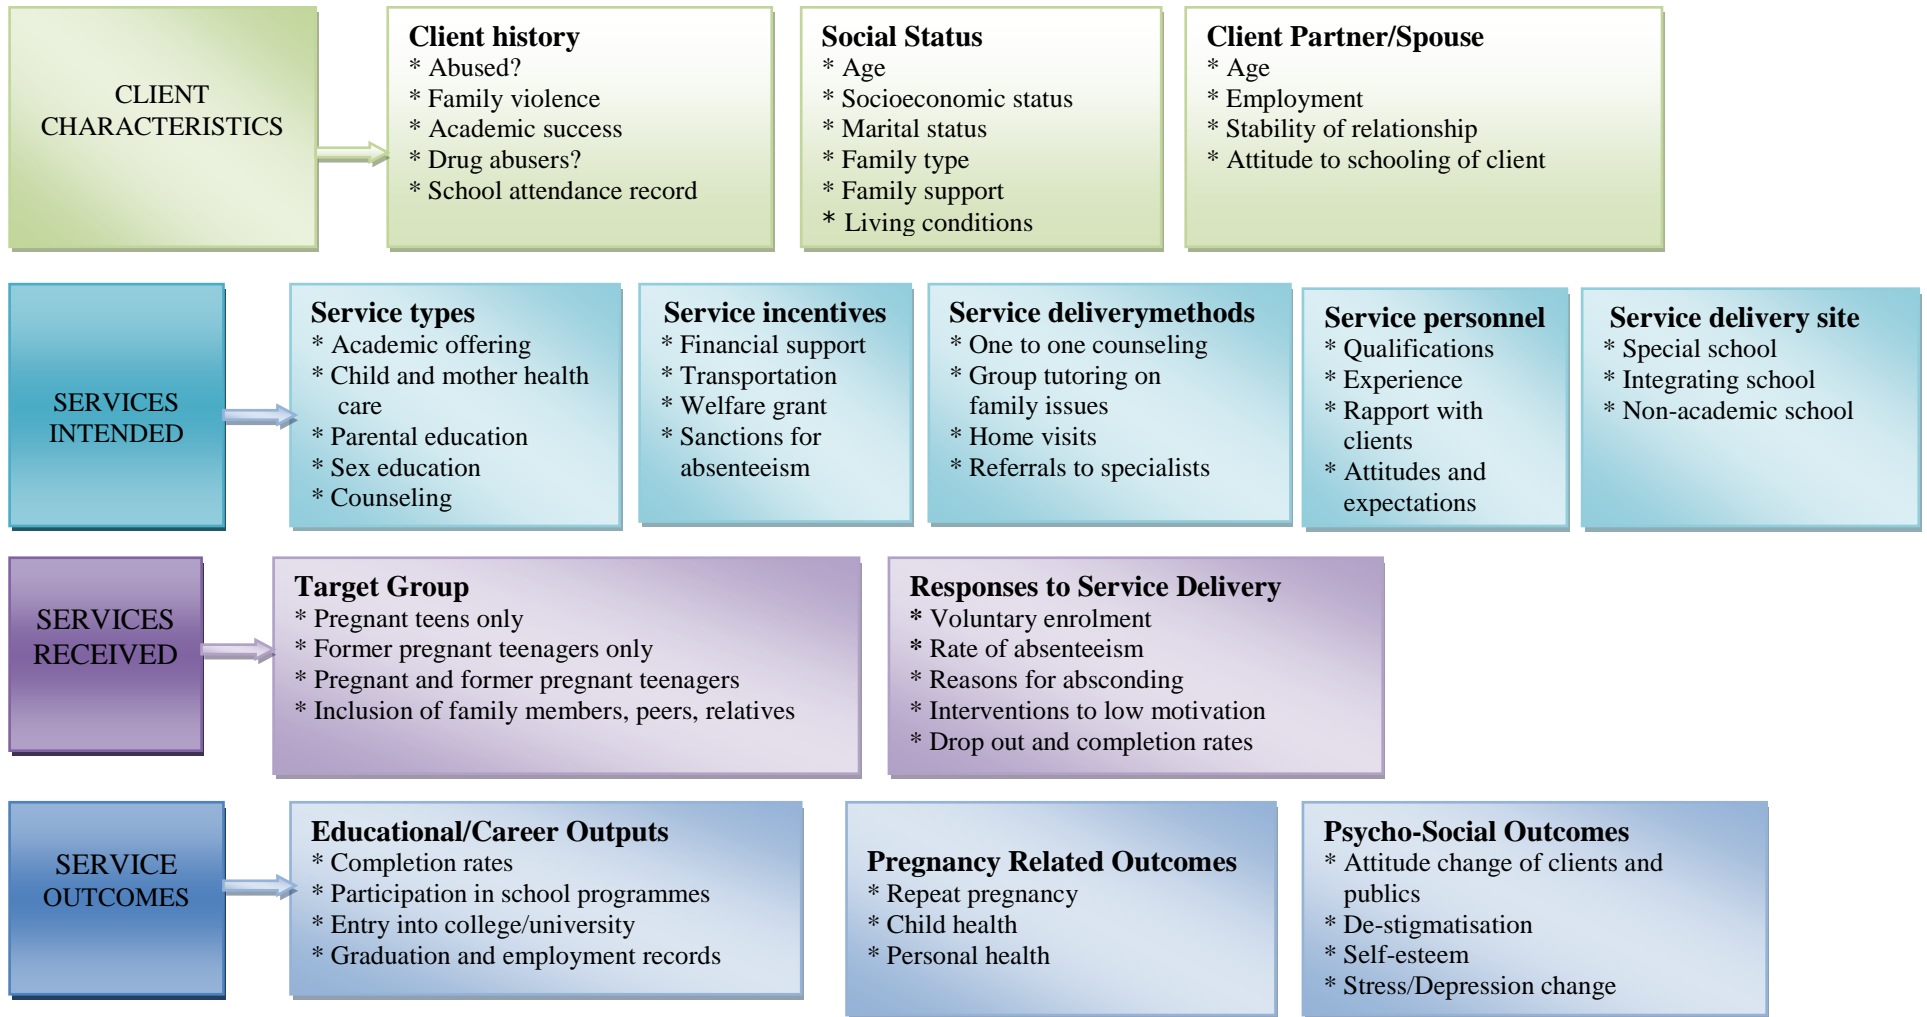 CLIENT
CHARACTERISTICS
Client history
* Abused?
* Family violence
* Academic success
* Drug abusers?
* School attendance record
Social Status
* Age
* Socioeconomic status
* Marital status
* Family type
* Family support
* Living conditions
Client Partner/Spouse
* Age
* Employment
* Stability of relationship
* Attitude to schooling of client
SERVICES
INTENDED
Service types
* Academic offering
* Child and mother health
care
* Parental education
* Sex education
* Counseling
Service incentives
* Financial support
* Transportation
* Welfare grant
* Sanctions for
absenteeism
Service deliverymethods
* One to one counseling
* Group tutoring on
family issues
* Home visits
* Referrals to specialists
Service personnel
* Qualifications
* Experience
* Rapport with
clients
* Attitudes and
expectations
Service delivery site
* Special school
* Integrating school
* Non-academic school
SERVICES
RECEIVED
Target Group
* Pregnant teens only
* Former pregnant teenagers only
* Pregnant and former pregnant teenagers
* Inclusion of family members, peers, relatives
Responses to Service Delivery
* Voluntary enrolment
* Rate of absenteeism
* Reasons for absconding
* Interventions to low motivation
* Drop out and completion rates
SERVICE
OUTCOMES
Educational/Career Outputs
* Completion rates
* Participation in school programmes
* Entry into college/university
* Graduation and employment records
Pregnancy Related Outcomes
* Repeat pregnancy
* Child health
* Personal health
Psycho-Social Outcomes
* Attitude change of clients and
publics
* De-stigmatisation
* Self-esteem
* Stress/Depression change